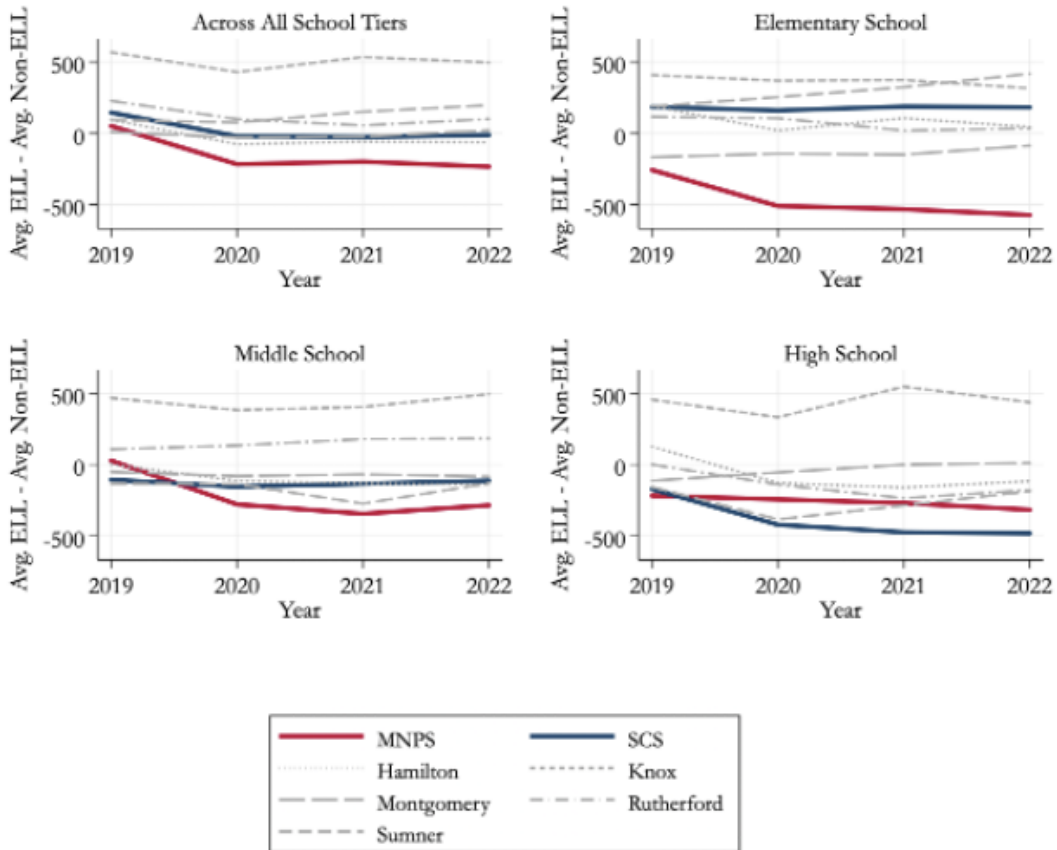 Across All School Tiers
Avg. ELL - Avg. Non-ELL
500
0
-500
2019 2020 2021 2022
Year
Elementary School
Avg. ELL - Avg. Non-ELL
500
0
-500
2019 2020 2021 2022
Year
Middle School
Avg. ELL - Avg. Non-ELL
500
0
-500
2019 2020 2021 2022
Year
High School
Avg. ELL - Avg. Non-ELL
500
0
-500
2019 2020 2021 2022
Year
MNPS SCS
Hamilton Knox
Montgomery Rutherford
Sumner